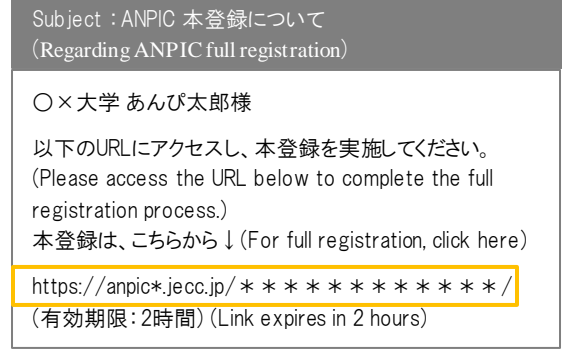 Subject ：ANPIC 本登録について
（Regarding ANPIC full registration）
〇×大学 あんぴ太郎様
以下のURLにアクセスし、本登録を実施してください。
(Please access the URL below to complete the full
registration process.)
本登録は、こちらから↓(For full registration, click here)
https://anpic*.jecc.jp/＊＊＊＊＊＊＊＊＊＊＊＊/
(有効期限：2時間) (Link expires in 2 hours)